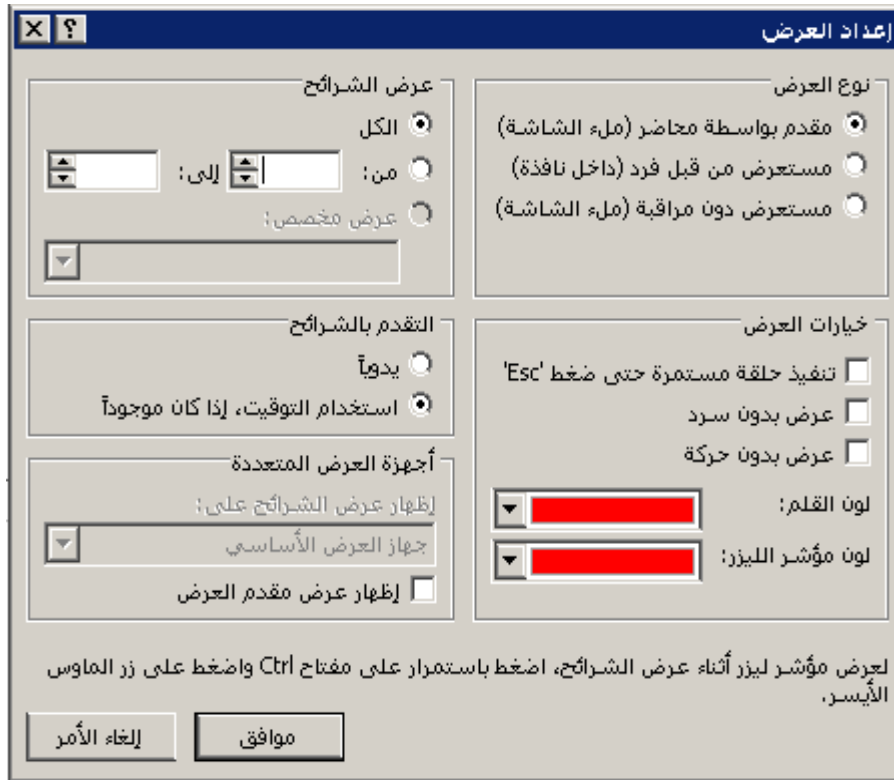 إعداد العرض
نوع العرض
مقدم بواسطة محاضر (ملء الشاشة)
مستعرض من قبل فرد (داخل نافذة)
مستعرض دون مراقبة (ملء الشاشة)
عرض الشرائح
الكل
من: إلى:
عرض مخصص:
خيارات العرض
تنفيذ حلقة مستمرة حتى ضغط 'Esc'
عرض بدون سرد
عرض بدون حركة
لون القلم:
لون مؤشر الليزر:
التقدم بالشرائح
يدوياً
استخدام التوقيت، إذا كان موجوداً
أجهزة العرض المتعددة
إظهار عرض الشرائح على:
جهاز العرض الأساسي
إظهار عرض مقدم العرض
لعرض مؤشر ليزر أثناء عرض الشرائح، اضغط باستمرار على مفتاح Ctrl واضغط على زر الماوس
الأيسر.
موافق
إلغاء الأمر